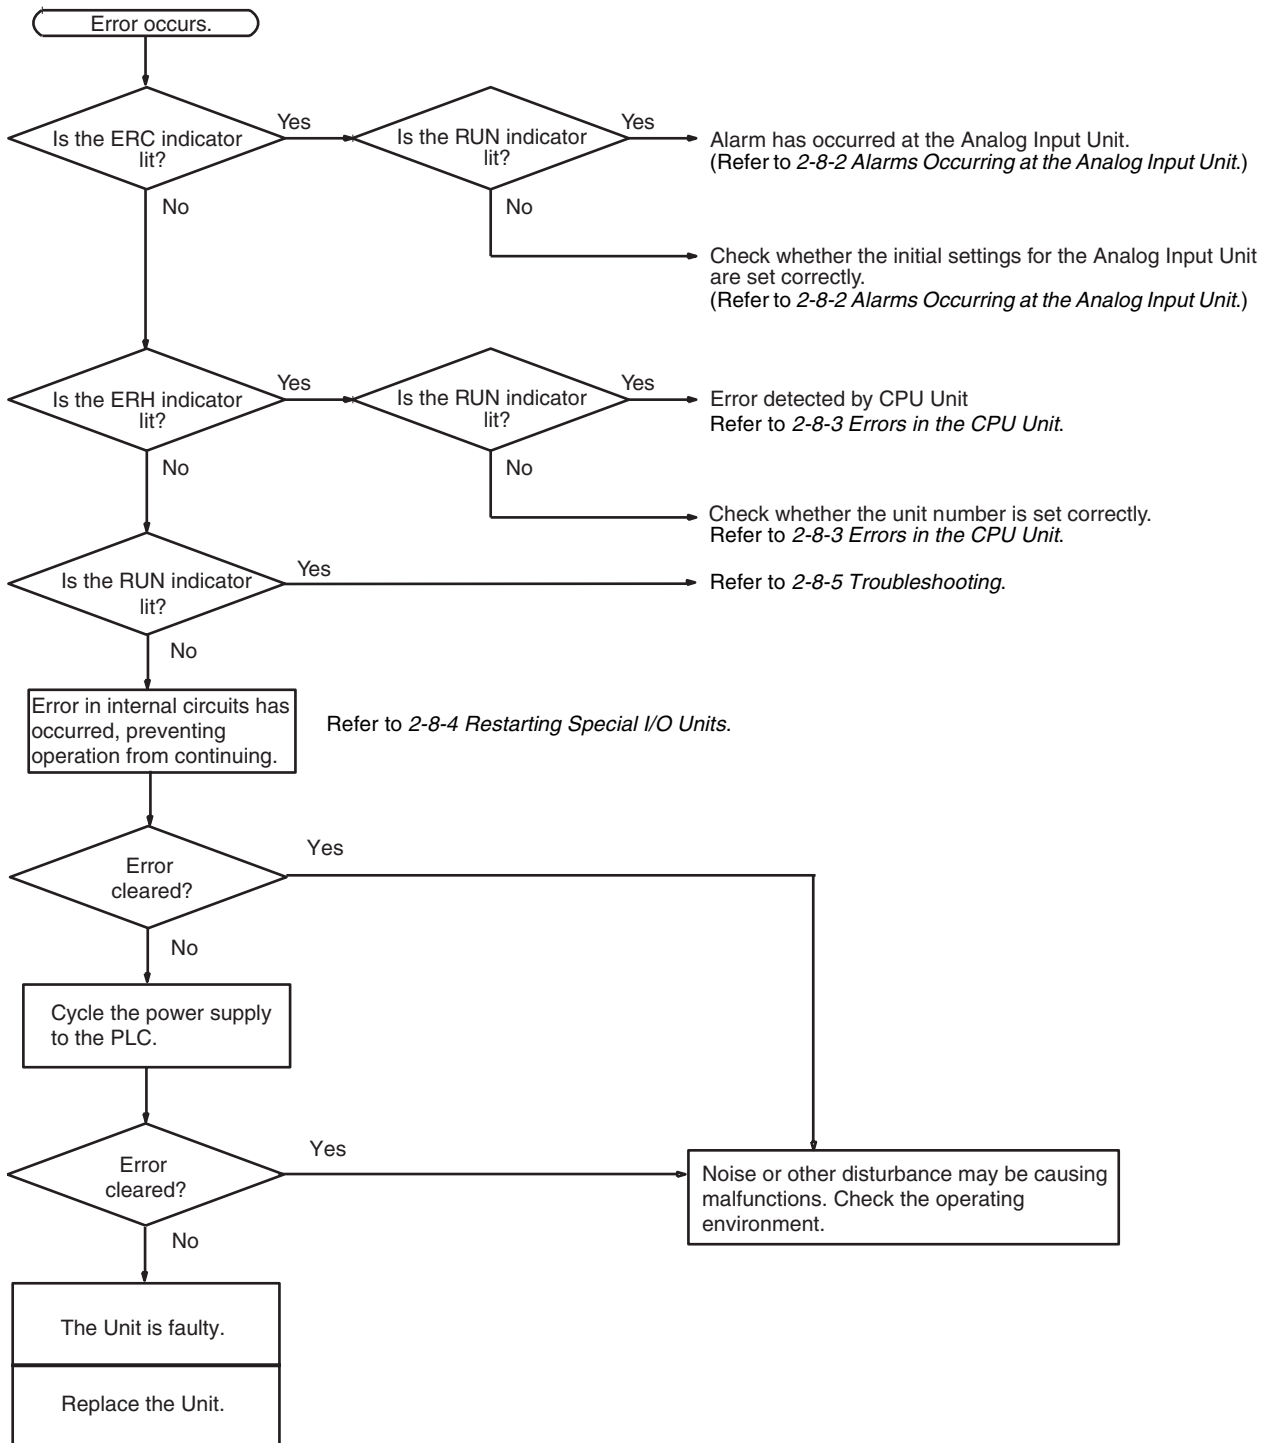 Error occurs.
Is the ERC indicator
lit?
Yes
Is the RUN indicator
lit?
Yes
Alarm has occurred at the Analog Input Unit.
(Refer to 2-8-2 Alarms Occurring at the Analog Input Unit.)
No
No
Check whether the initial settings for the Analog Input Unit
are set correctly.
(Refer to 2-8-2 Alarms Occurring at the Analog Input Unit.)
Is the ERH indicator
lit?
Yes
Is the RUN indicator
lit?
Yes
Error detected by CPU Unit
Refer to 2-8-3 Errors in the CPU Unit.
No
No
Check whether the unit number is set correctly.
Refer to 2-8-3 Errors in the CPU Unit.
Is the RUN indicator
lit?
Yes
Refer to 2-8-5 Troubleshooting.
No
Error in internal circuits has
occurred, preventing
operation from continuing.
Refer to 2-8-4 Restarting Special I/O Units.
Error
cleared?
Yes
No
Cycle the power supply
to the PLC.
Error
cleared?
Yes
Noise or other disturbance may be causing
malfunctions. Check the operating
environment.
No
The Unit is faulty.
Replace the Unit.